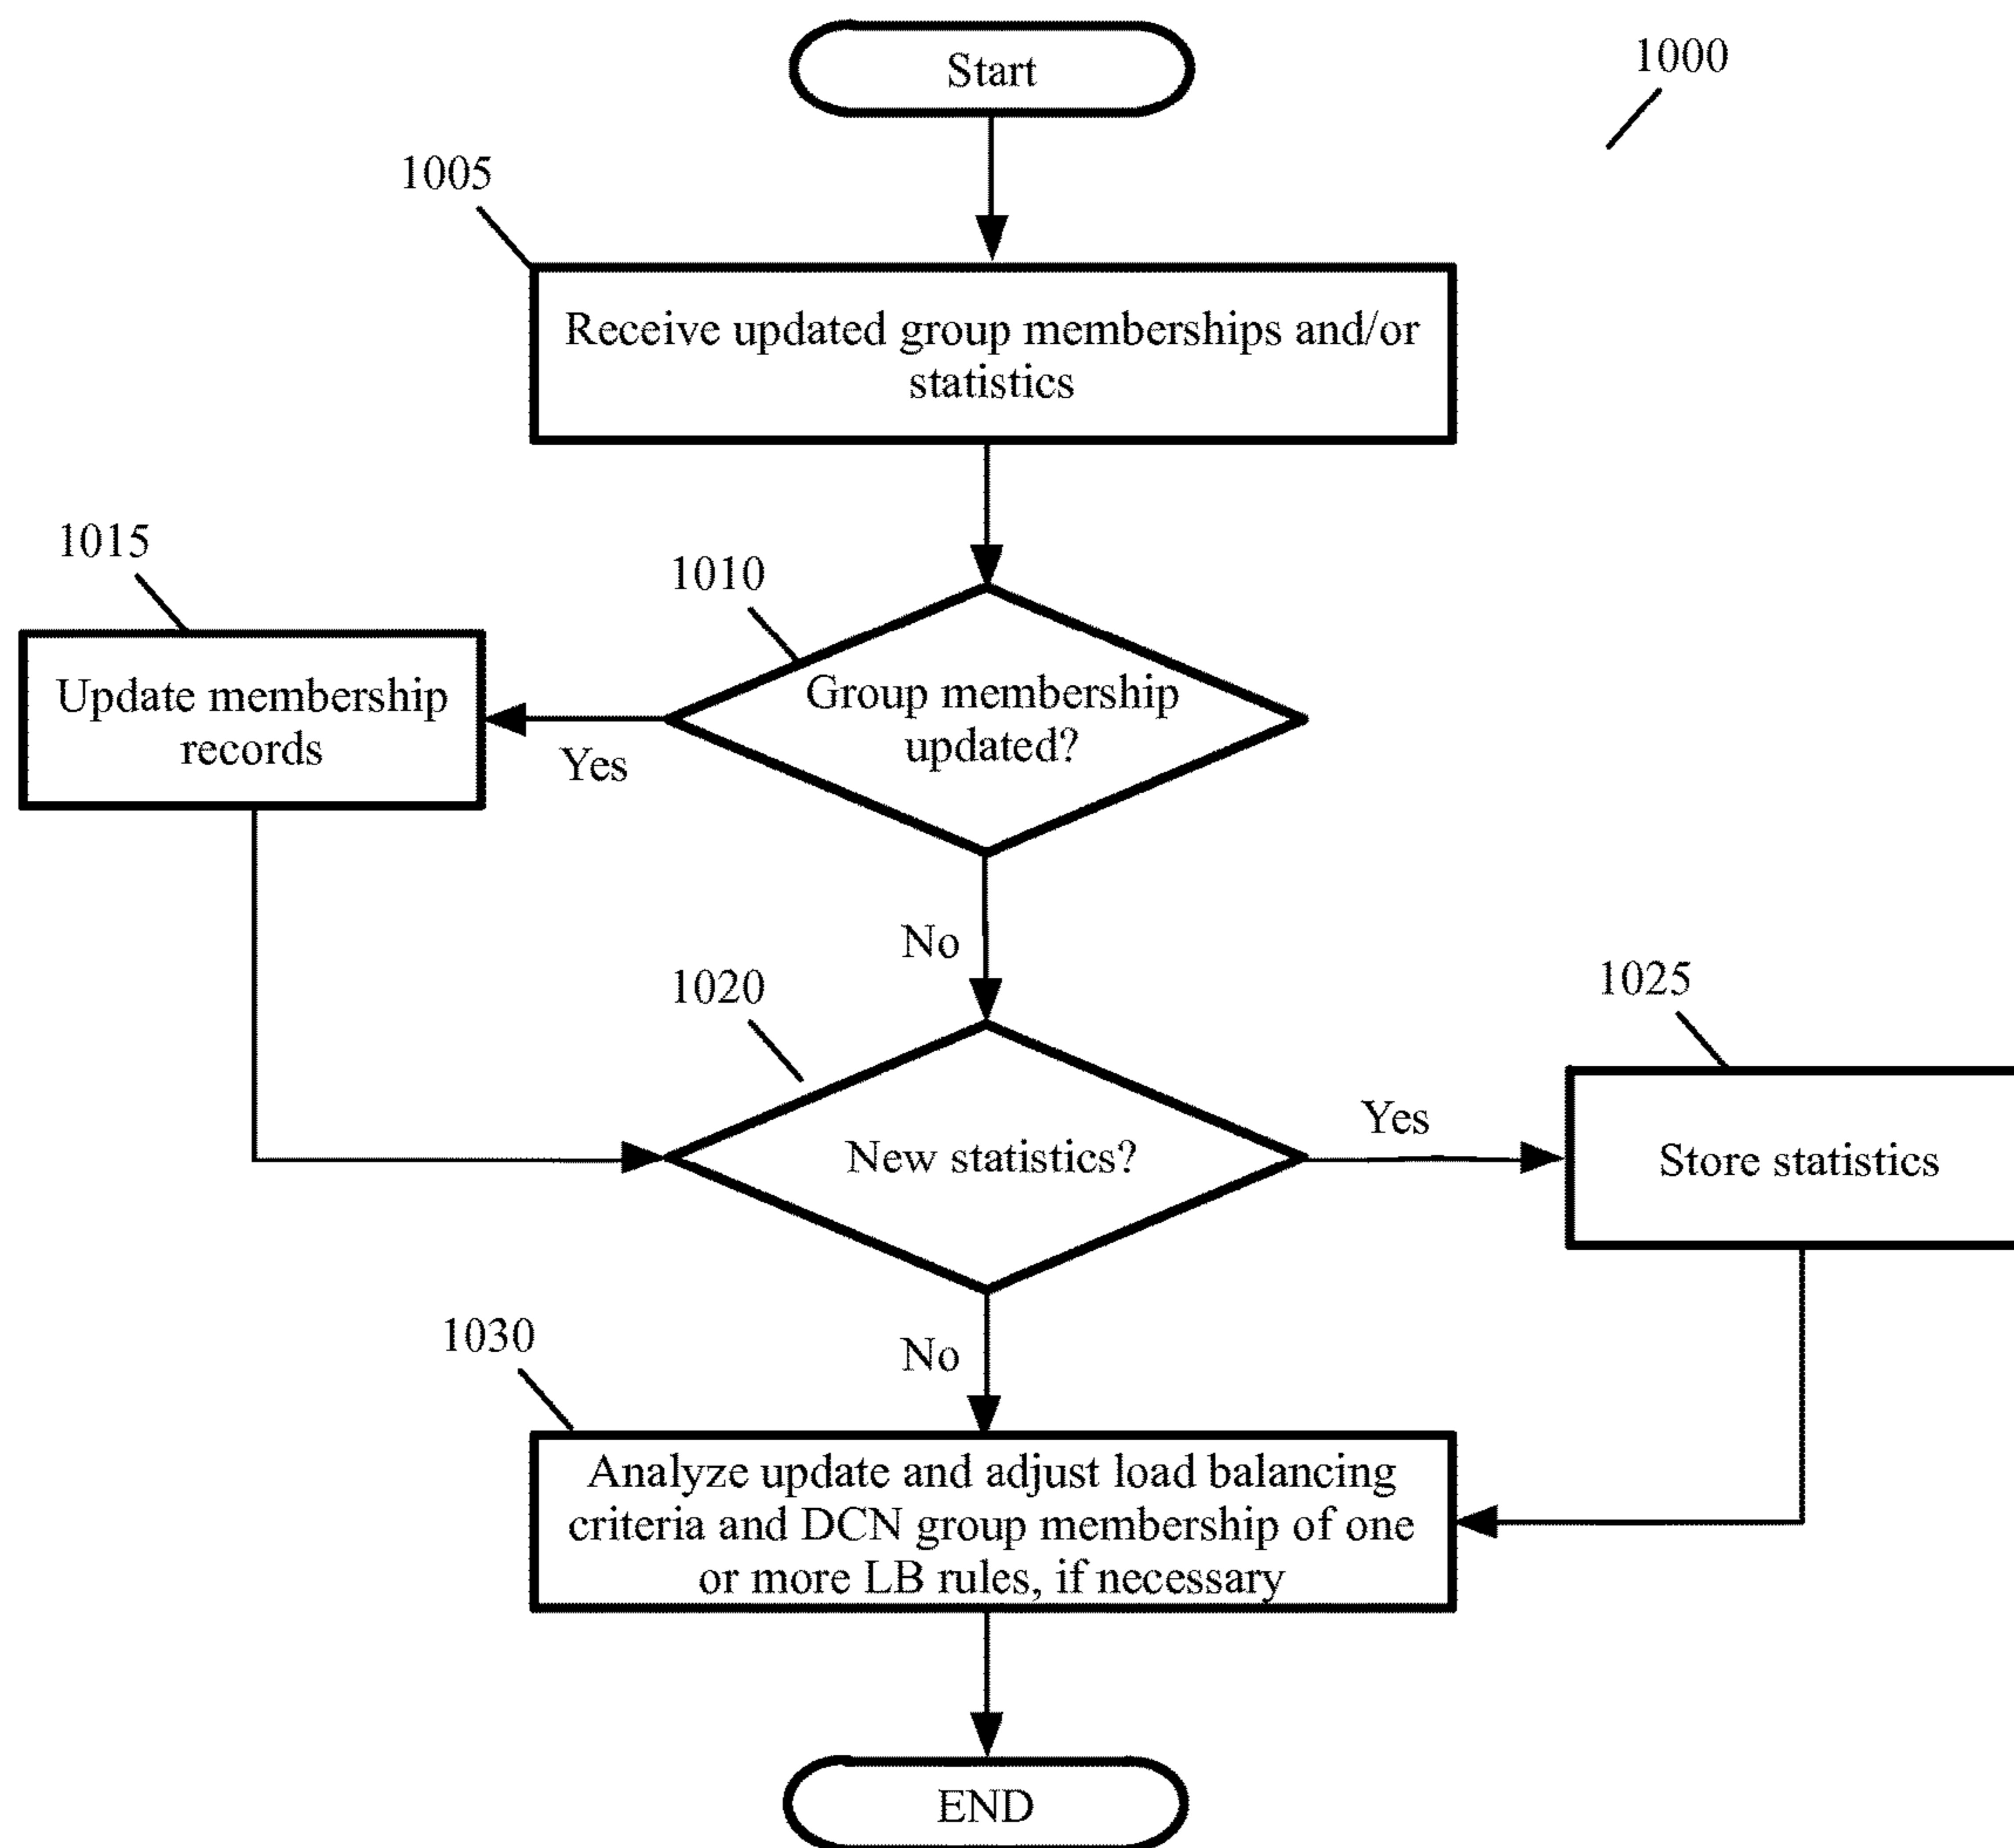 Start
1000
1005
Receive updated group memberships and/or
statistics
1015
1010
Update membership
records
Group membership
updated?
Yes
No
1020
1025
New statistics?
Yes
Store statistics
1030
No
Analyze update and adjust load balancing
criteria and DCN group membership of one
or more LB rules, if necessary
END